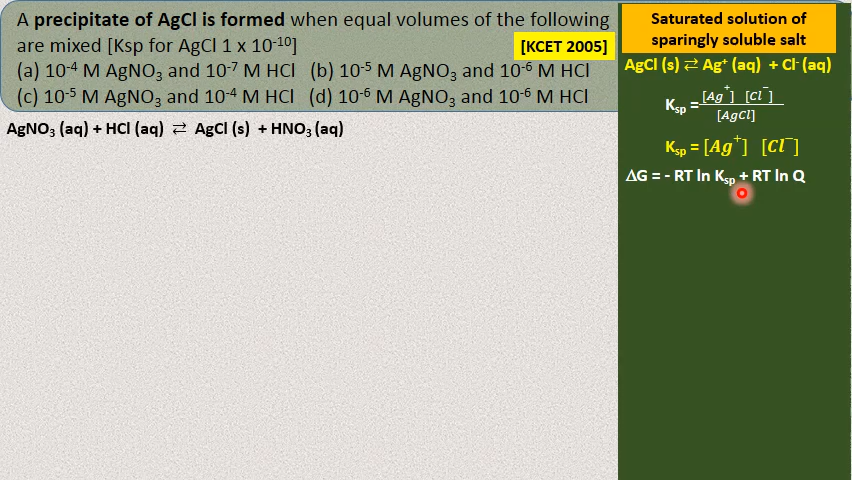 A precipitate of AgCl is formed when equal volumes of the following
are mixed [Ksp for AgCl 1 x 10⁻¹⁰]
[KCET 2005]
(a) 10⁻⁴ M AgNO₃ and 10⁻⁷ M HCl (b) 10⁻⁵ M AgNO₃ and 10⁻⁶ M HCl
(c) 10⁻⁵ M AgNO₃ and 10⁻⁴ M HCl (d) 10⁻⁶ M AgNO₃ and 10⁻⁶ M HCl
AgNO₃ (aq) + HCl (aq) ⇄ AgCl (s) + HNO₃ (aq)
Saturated solution of
sparingly soluble salt
AgCl (s) ⇄ Ag⁺ (aq) + Cl⁻ (aq)
Kₛₚ = [Ag⁺] [Cl⁻] / [AgCl]
Kₛₚ = [Ag⁺] [Cl⁻]
ΔG = - RT ln Kₛₚ + RT ln Q